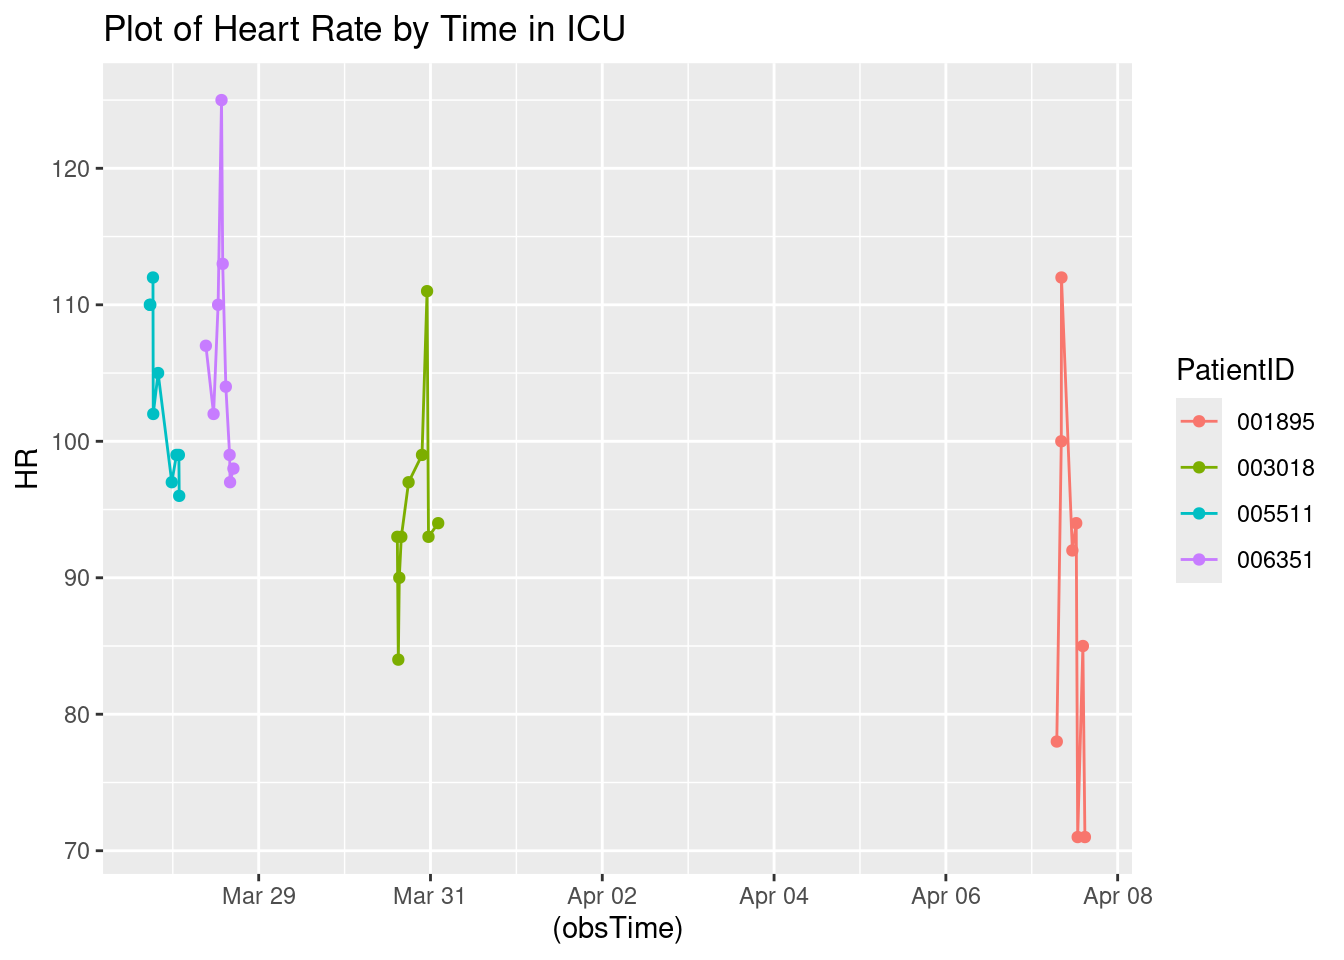 Plot of Heart Rate by Time in ICU
120
110
100
90
80
70
HR
Mar 29
Mar 31
Apr 02
Apr 04
Apr 06
Apr 08
(obsTime)
PatientID
001895
003018
005511
006351